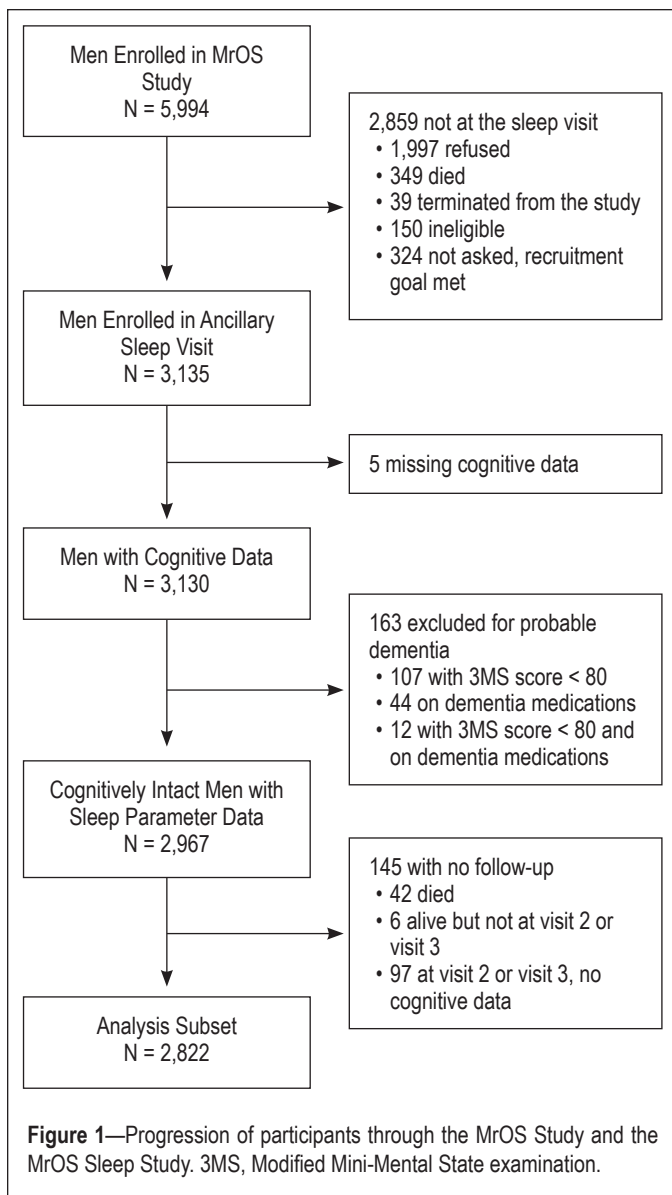 Men Enrolled in MrOS
Study
N = 5,994
2,859 not at the sleep visit
• 1,997 refused
• 349 died
• 39 terminated from the study
• 150 ineligible
• 324 not asked, recruitment
goal met
Men Enrolled in Ancillary
Sleep Visit
N = 3,135
5 missing cognitive data
Men with Cognitive Data
N = 3,130
163 excluded for probable
dementia
• 107 with 3MS score < 80
• 44 on dementia medications
• 12 with 3MS score < 80 and
on dementia medications
Cognitively Intact Men with
Sleep Parameter Data
N = 2,967
145 with no follow-up
• 42 died
• 6 alive but not at visit 2 or
visit 3
• 97 at visit 2 or visit 3, no
cognitive data
Analysis Subset
N = 2,822
Figure 1—Progression of participants through the MrOS Study and the
MrOS Sleep Study. 3MS, Modified Mini-Mental State examination.